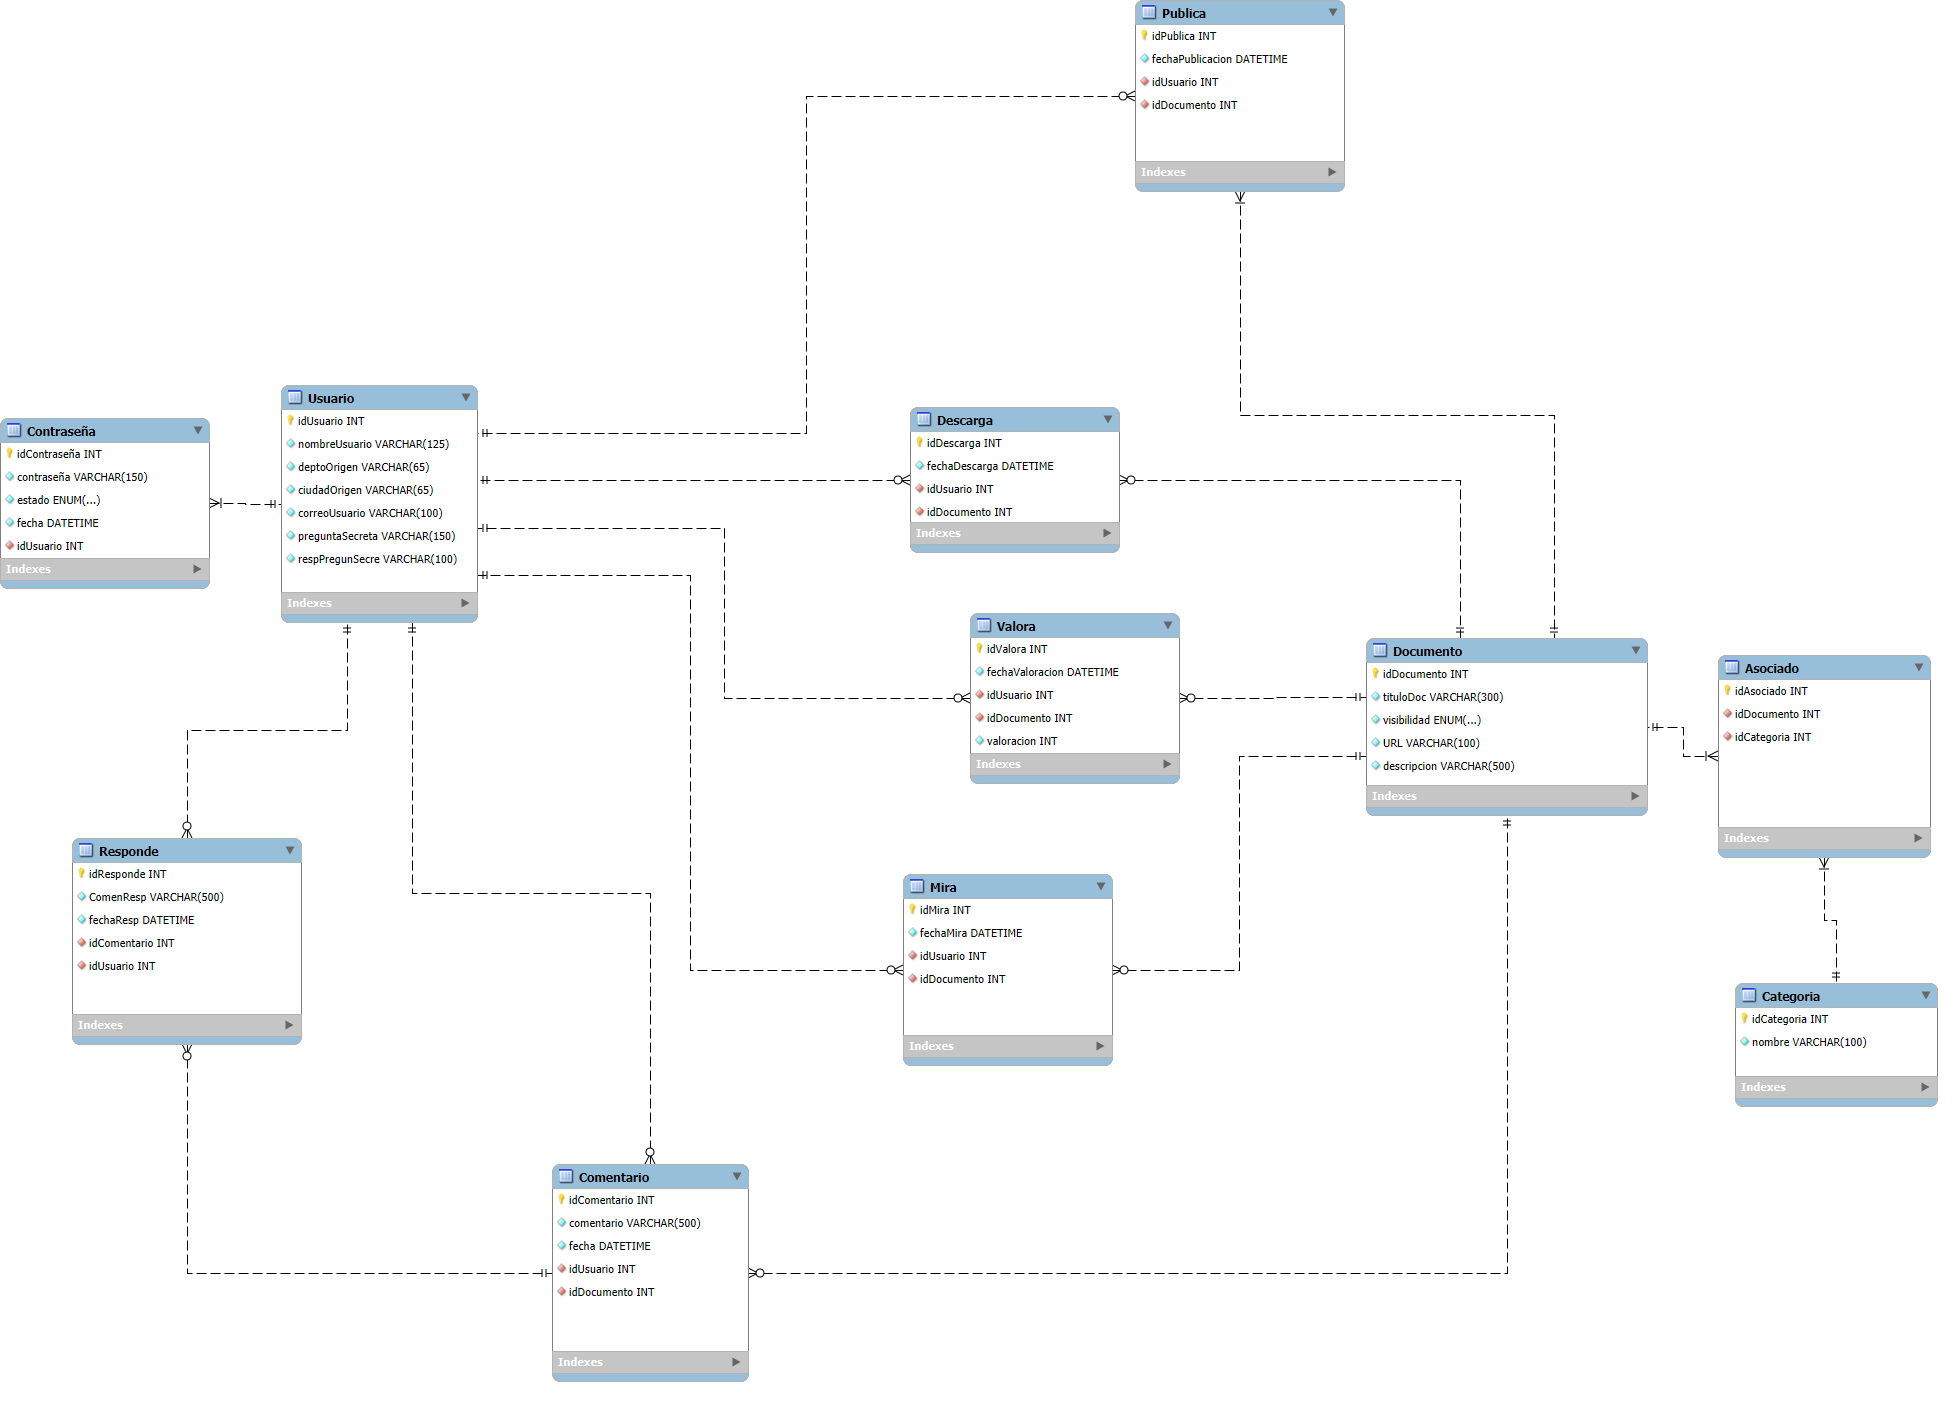 Publica
idPublica INT
fechaPublicacion DATETIME
idUsuario INT
idDocumento INT
Indexes
Usuario
idUsuario INT
nombreUsuario VARCHAR(125)
deptoOrigen VARCHAR(65)
ciudadOrigen VARCHAR(65)
correoUsuario VARCHAR(100)
preguntaSecreta VARCHAR(150)
respPregunSecre VARCHAR(100)
Indexes
Contraseña
idContraseña INT
contraseña VARCHAR(150)
estado ENUM(...)
fecha DATETIME
idUsuario INT
Indexes
Descarga
idDescarga INT
fechaDescarga DATETIME
idUsuario INT
idDocumento INT
Indexes
Valora
idValora INT
fechaValoracion DATETIME
idUsuario INT
idDocumento INT
valoracion INT
Indexes
Documento
idDocumento INT
tituloDoc VARCHAR(300)
visibilidad ENUM(...)
URL VARCHAR(100)
descripcion VARCHAR(500)
Indexes
Asociado
idAsociado INT
idDocumento INT
idCategoria INT
Indexes
Responde
idResponde INT
ComenResp VARCHAR(500)
fechaResp DATETIME
idComentario INT
idUsuario INT
Indexes
Mira
idMira INT
fechaMira DATETIME
idUsuario INT
idDocumento INT
Indexes
Categoria
idCategoria INT
nombre VARCHAR(100)
Indexes
Comentario
idComentario INT
comentario VARCHAR(500)
fecha DATETIME
idUsuario INT
idDocumento INT
Indexes